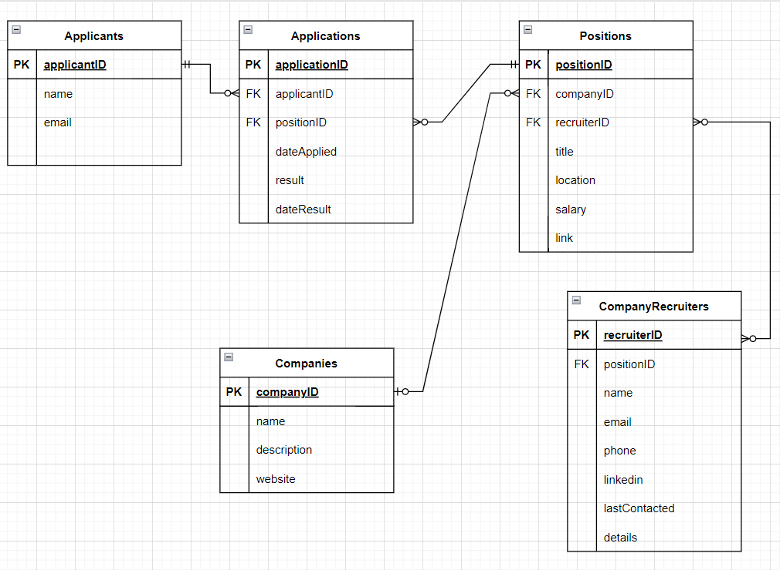 Applicants
PK applicantID
name
email
Applications
PK applicationID
FK applicantID
FK positionID
dateApplied
result
dateResult
Positions
PK positionID
FK companyID
FK recruiterID
title
location
salary
link
Companies
PK companyID
name
description
website
CompanyRecruiters
PK recruiterID
FK positionID
name
email
phone
linkedin
lastContacted
details